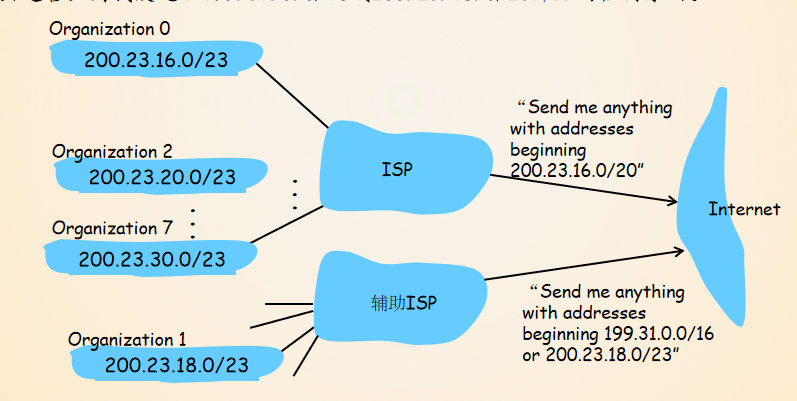 Organization 0
200.23.16.0/23
Organization 2
200.23.20.0/23
Organization 7
200.23.30.0/23
Organization 1
200.23.18.0/23
ISP
辅助ISP
“Send me anything
with addresses
beginning
200.23.16.0/20”
“Send me anything
with addresses
beginning 199.31.0.0/16
or 200.23.18.0/23”
Internet